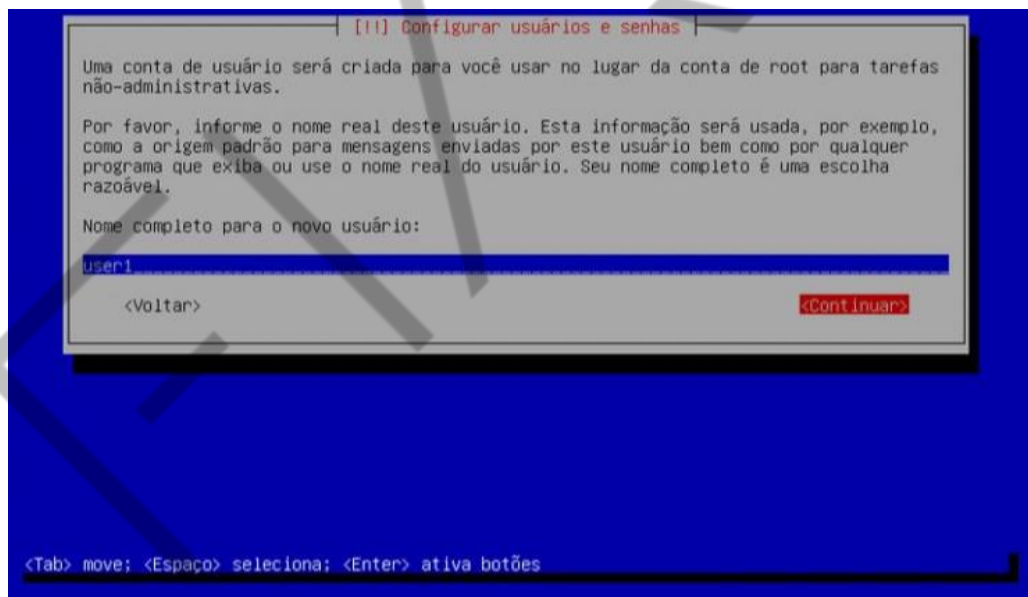 [!!] Configurar usuários e senhas
Uma conta de usuário será criada para você usar no lugar da conta de root para tarefas
não-administrativas.
Por favor, informe o nome real deste usuário. Esta informação será usada, por exemplo,
como a origem padrão para mensagens enviadas por este usuário bem como por qualquer
programa que exiba ou use o nome real do usuário. Seu nome completo é uma escolha
razoável.
Nome completo para o novo usuário:
user1
<Voltar> <Continuar>
<Tab> move; <Espaço> seleciona; <Enter> ativa botões